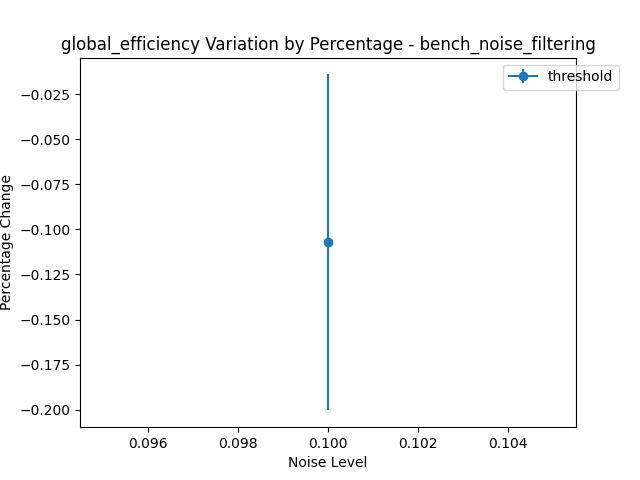 global_efficiency Variation by Percentage - bench_noise_filtering
threshold
Percentage Change
−0.025
−0.050
−0.075
−0.100
−0.125
−0.150
−0.175
−0.200
0.096 0.098 0.100 0.102 0.104
Noise Level